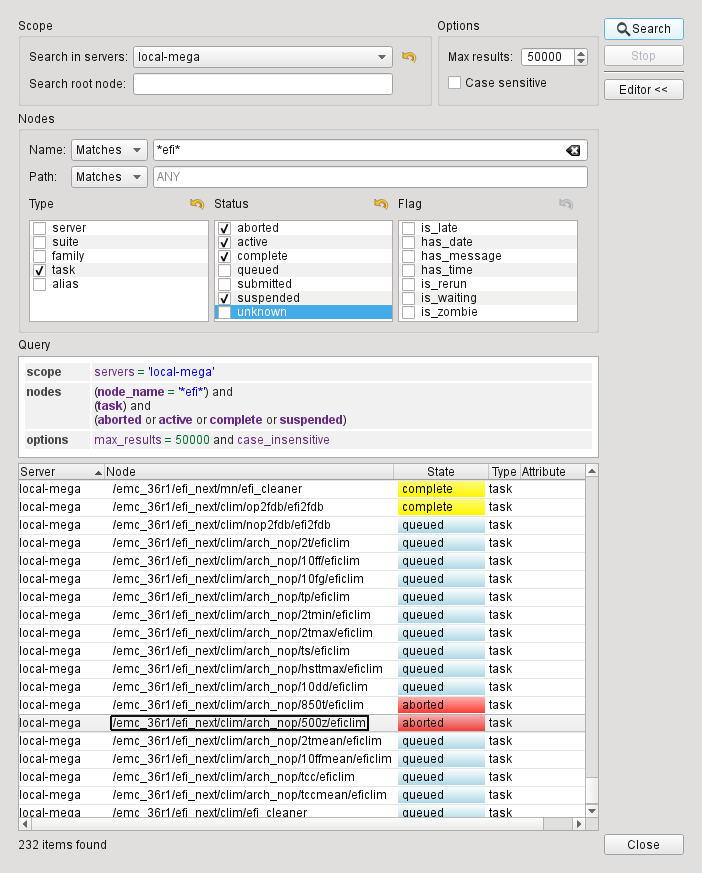 Scope
Options
Search
Search in servers: local-mega
Max results: 50000
Stop
Search root node:
Case sensitive
Editor <<
Nodes
Name: Matches *efi*
Path: Matches ANY
Type Status Flag
server aborted is_late
suite active has_date
family complete has_message
task queued has_time
alias submitted is_rerun
suspended is_waiting
unknown is_zombie
Query
scope servers = 'local-mega'
nodes (node_name = '*efi*') and
(task) and
(aborted or active or complete or suspended)
options max_results = 50000 and case_insensitive
Server Node State Type Attribute
local-mega /emc_36r1/efi_next/mn/efi_cleaner complete task
local-mega /emc_36r1/efi_next/clim/op2fdb/efi2fdb complete task
local-mega /emc_36r1/efi_next/clim/nop2fdb/efi2fdb queued task
local-mega /emc_36r1/efi_next/clim/arch_nop/2t/eficlim queued task
local-mega /emc_36r1/efi_next/clim/arch_nop/10ff/eficlim queued task
local-mega /emc_36r1/efi_next/clim/arch_nop/10fg/eficlim queued task
local-mega /emc_36r1/efi_next/clim/arch_nop/tp/eficlim queued task
local-mega /emc_36r1/efi_next/clim/arch_nop/2tmin/eficlim queued task
local-mega /emc_36r1/efi_next/clim/arch_nop/2tmax/eficlim queued task
local-mega /emc_36r1/efi_next/clim/arch_nop/ts/eficlim queued task
local-mega /emc_36r1/efi_next/clim/arch_nop/hsttmax/eficlim queued task
local-mega /emc_36r1/efi_next/clim/arch_nop/10dd/eficlim queued task
local-mega /emc_36r1/efi_next/clim/arch_nop/850t/eficlim aborted task
local-mega /emc_36r1/efi_next/clim/arch_nop/500z/eficlim aborted task
local-mega /emc_36r1/efi_next/clim/arch_nop/2tmean/eficlim queued task
local-mega /emc_36r1/efi_next/clim/arch_nop/10ffmean/eficlim queued task
local-mega /emc_36r1/efi_next/clim/arch_nop/tcc/eficlim queued task
local-mega /emc_36r1/efi_next/clim/arch_nop/tccmean/eficlim queued task
local-mega /emc_36r1/efi_next/clim/efi_cleaner queued task
232 items found
Close